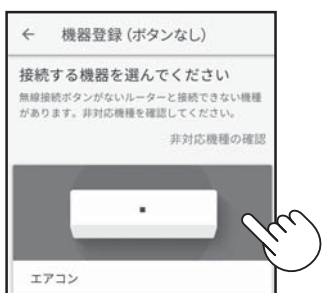 ← 機器登録（ボタンなし）
接続する機器を選んでください
無線接続ボタンがないルーターと接続できない機種
があります。非対応機種を確認してください。
非対応機種の確認
エアコン